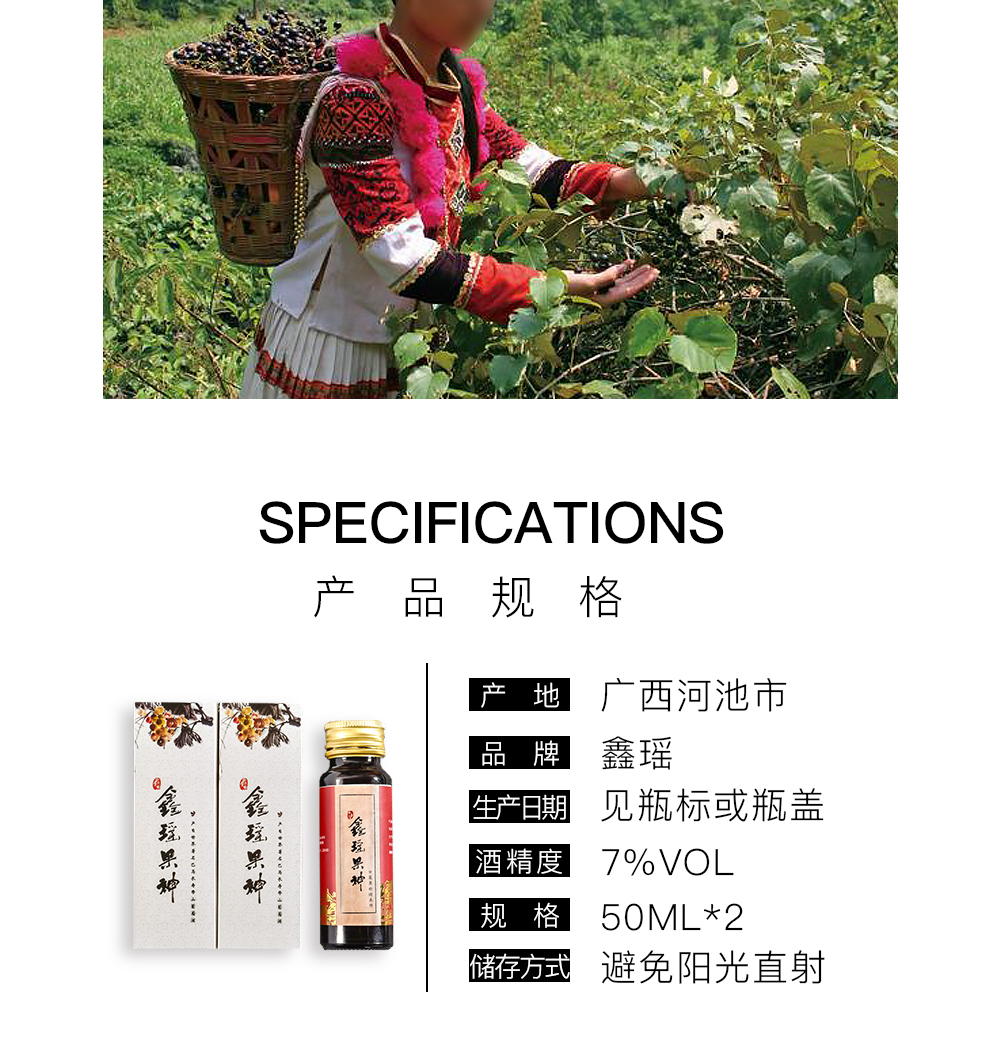 SPECIFICATIONS
产品规格
产地 广西河池市
品牌 鑫瑶
生产日期 见瓶标或瓶盖
酒精度 7%VOL
规格 50ML*2
储存方式 避免阳光直射
鑫瑶果神
鑫瑶果神
鑫瑶果神